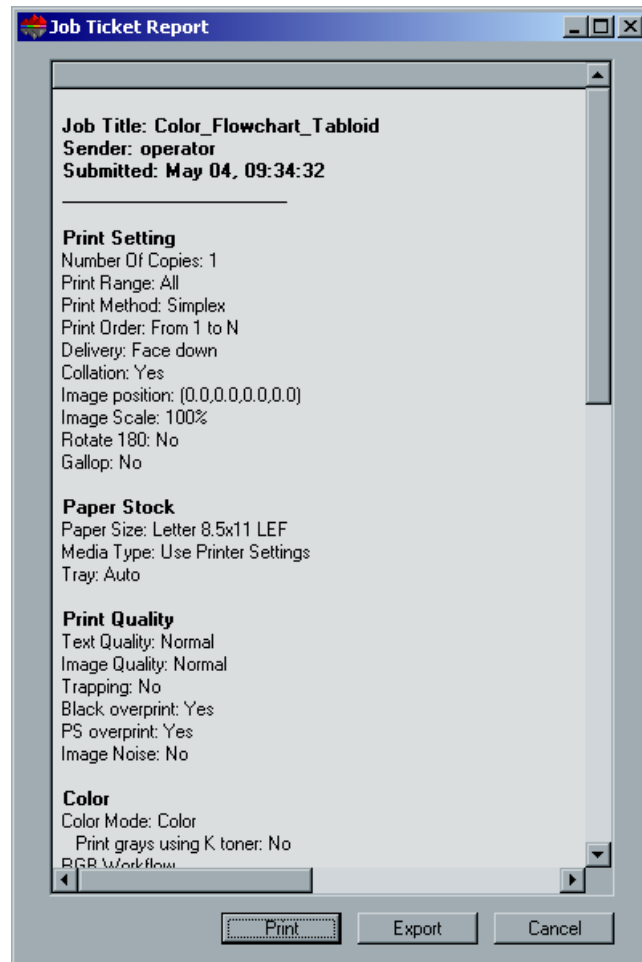 Job Ticket Report
Job Title: Color_Flowchart_Tabloid
Sender: operator
Submitted: May 04, 09:34:32
Print Setting
Number Of Copies: 1
Print Range: All
Print Method: Simplex
Print Order: From 1 to N
Delivery: Face down
Collation: Yes
Image position: (0.0,0.0,0.0,0.0)
Image Scale: 100%
Rotate 180: No
Gallop: No
Paper Stock
Paper Size: Letter 8.5x11 LEF
Media Type: Use Printer Settings
Tray: Auto
Print Quality
Text Quality: Normal
Image Quality: Normal
Trapping: No
Black overprint: Yes
PS overprint: Yes
Image Noise: No
Color
Color Mode: Color
Print grays using K toner: No
RGB Workflow
Print Export Cancel